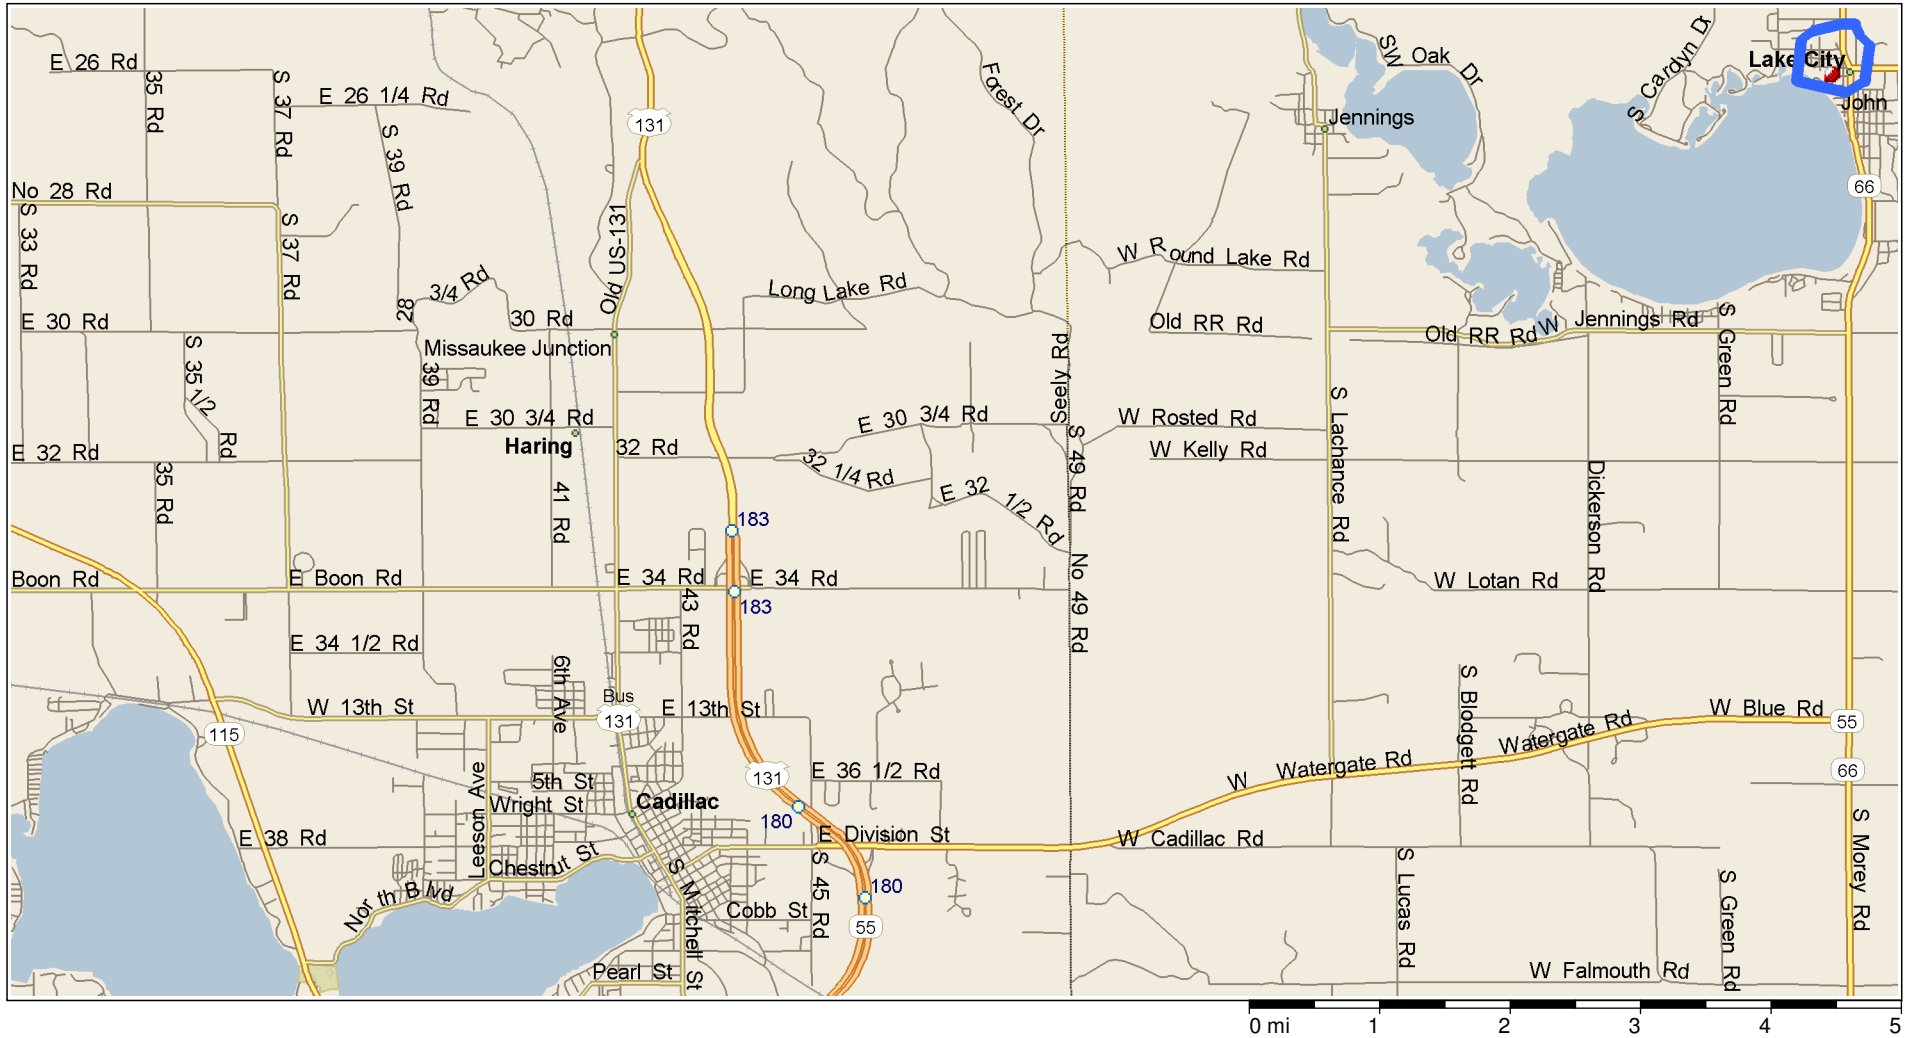 E 26 Rd
35 Rd
S 37 Rd
E 26 1/4 Rd
S 39 Rd
131
Forest Dr
SW Oak Dr
S Cardyn Dr
Lake City
John
Jennings
66
No 28 Rd
S 33 Rd
S 37 Rd
Old US-131
28 3/4 Rd
Long Lake Rd
W Round Lake Rd
E 30 Rd
30 Rd
Missaukee Junction
Seely Rd
Old RR Rd
Old RR Rd
W Jennings Rd
S Green Rd
S 35 1/2 Rd
39 Rd
E 30 3/4 Rd
Haring
E 30 3/4 Rd
W Rosted Rd
S Lachance Rd
E 32 Rd
32 Rd
32 1/4 Rd
E 32 1/2 Rd
S 49 Rd
W Kelly Rd
Dickerson Rd
35 Rd
41 Rd
183
Boon Rd
E Boon Rd
E 34 Rd
E 34 Rd
183
43 Rd
No 49 Rd
W Lotan Rd
E 34 1/2 Rd
6th Ave
Bus
131
W 13th St
E 13th St
115
S Blodgett Rd
W Blue Rd
55
Watergate Rd
W Watergate Rd
66
131
E 36 1/2 Rd
5th St
Wright St
Leeson Ave
Cadillac
180
E Division St
W Cadillac Rd
S Morey Rd
E 38 Rd
Chestnut St
North Blvd
S Mitchell St
S 45 Rd
180
Cobb St
55
S Lucas Rd
S Green Rd
Pearl St
W Falmouth Rd
0 mi 1 2 3 4 5